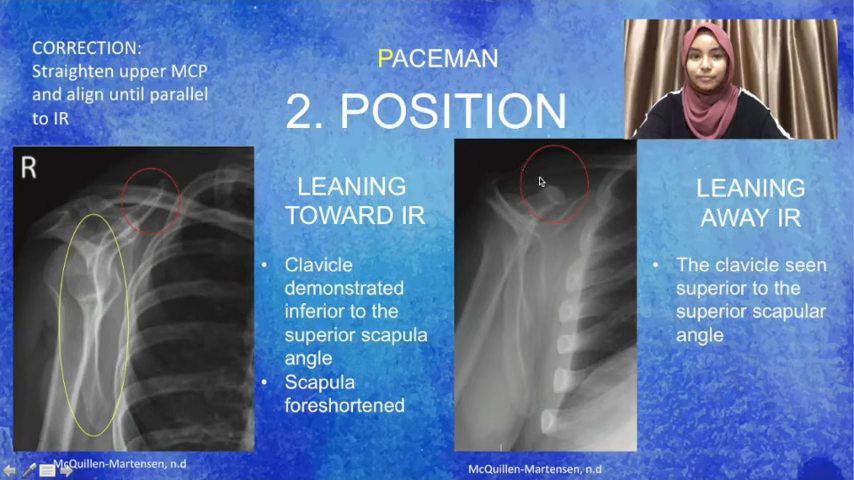 CORRECTION:
Straighten upper MCP
and align until parallel
to IR
PACEMAN
2. POSITION
R
LEANING
TOWARD IR
• Clavicle
demonstrated
inferior to the
superior scapula
angle
• Scapula
foreshortened
McQuillen-Martensen, n.d
LEANING
AWAY IR
• The clavicle seen
superior to the
superior scapular
angle
McQuillen-Martensen, n.d